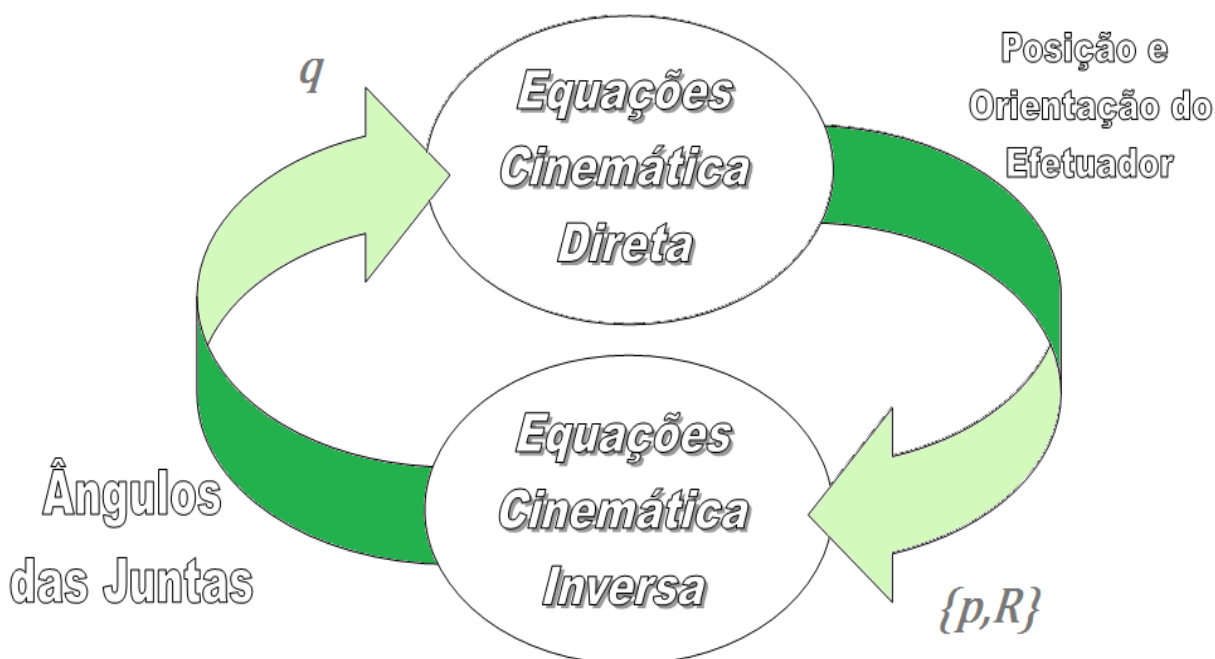 q
Equações
Cinemática
Direta
Posição e
Orientação do
Efetuador
Ângulos
das Juntas
Equações
Cinemática
Inversa
{p,R}